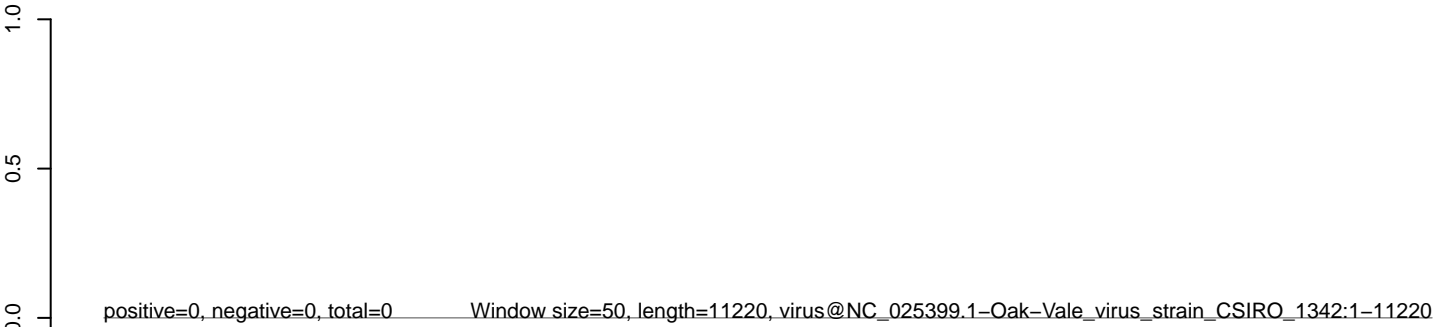 1.0
0.5
0.0
positive=0, negative=0, total=0 Window size=50, length=11220, virus@NC_025399.1−Oak−Vale_virus_strain_CSIRO_1342:1−11220